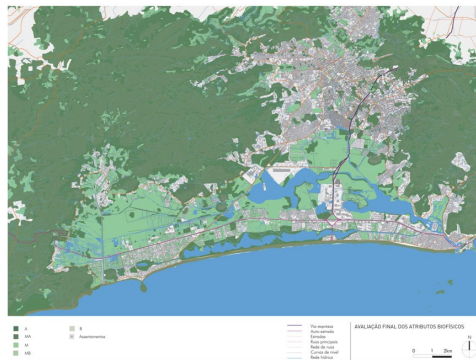 AVALIAÇÃO FINAL DOS ATRIBUTOS BIOFÍSICOS
A
MA
M
MB
B
Assentamentos
Via expressa
Auto-estrada
Estradas
Ruas principais
Rede de ruas
Curvas de nível
Rede hídrica
0 1 2km
N